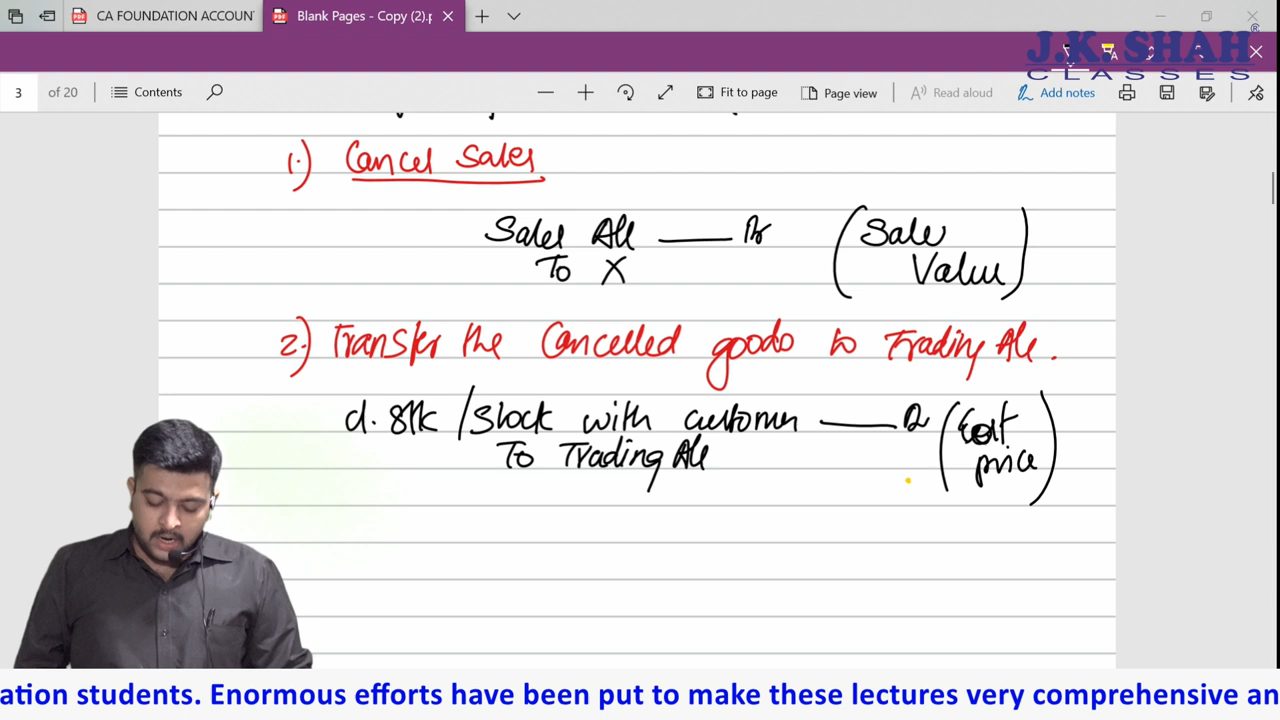 CA FOUNDATION ACCOUN
Blank Pages - Copy (2).p
J.K. SHAH®
CLASSES
3 of 20 Contents Fit to page Page view Read aloud Add notes
1.) Cancel Sales
Sales A/c —— Dr (Sale Value)
To X
2.) Transfer the Cancelled goods to Trading A/c.
cl. Stk / Stock with customer —— Dr (Cost price)
To Trading A/c
ation students. Enormous efforts have been put to make these lectures very comprehensive an